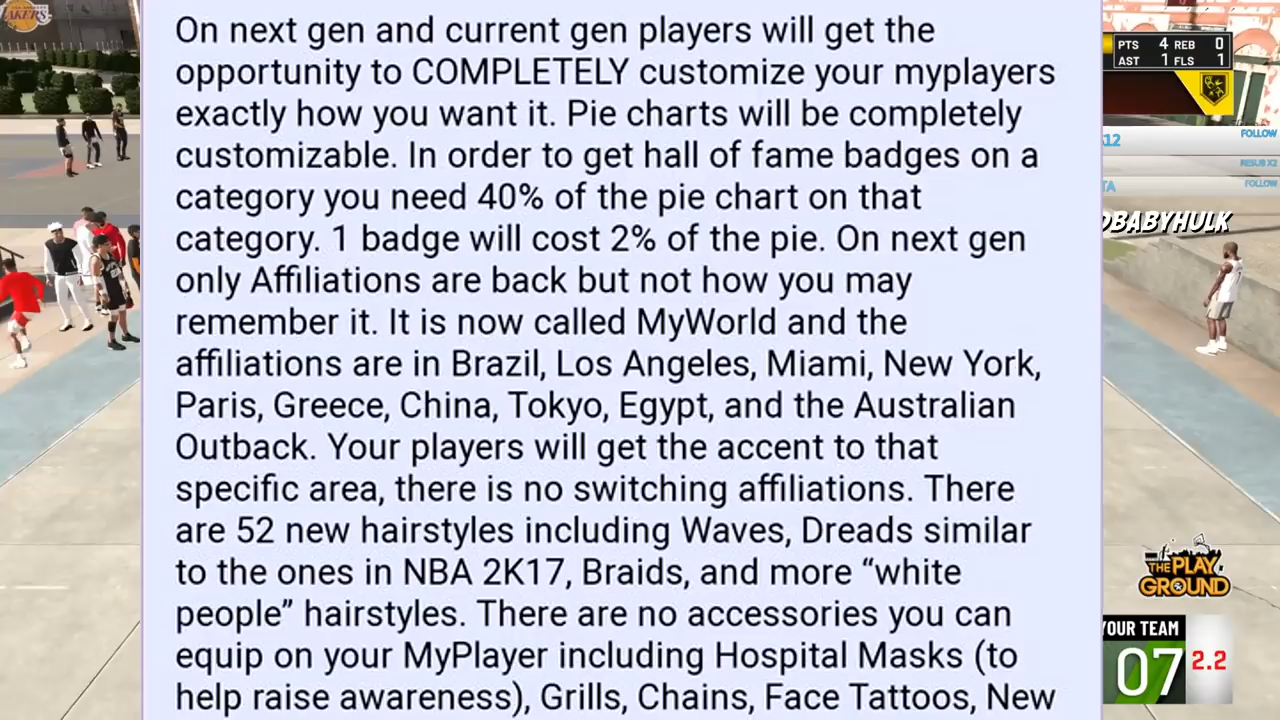 LAKERS
On next gen and current gen players will get the
opportunity to COMPLETELY customize your myplayers
exactly how you want it. Pie charts will be completely
customizable. In order to get hall of fame badges on a
category you need 40% of the pie chart on that
category. 1 badge will cost 2% of the pie. On next gen
only Affiliations are back but not how you may
remember it. It is now called MyWorld and the
affiliations are in Brazil, Los Angeles, Miami, New York,
Paris, Greece, China, Tokyo, Egypt, and the Australian
Outback. Your players will get the accent to that
specific area, there is no switching affiliations. There
are 52 new hairstyles including Waves, Dreads similar
to the ones in NBA 2K17, Braids, and more “white
people” hairstyles. There are no accessories you can
equip on your MyPlayer including Hospital Masks (to
help raise awareness), Grills, Chains, Face Tattoos, New
PTS 4 REB 0
AST 1 FLS 1
12 FOLLOW
RESUB X2
TA FOLLOW
DBABYHULK
THE PLAY
GROUND
YOUR TEAM
07 2.2